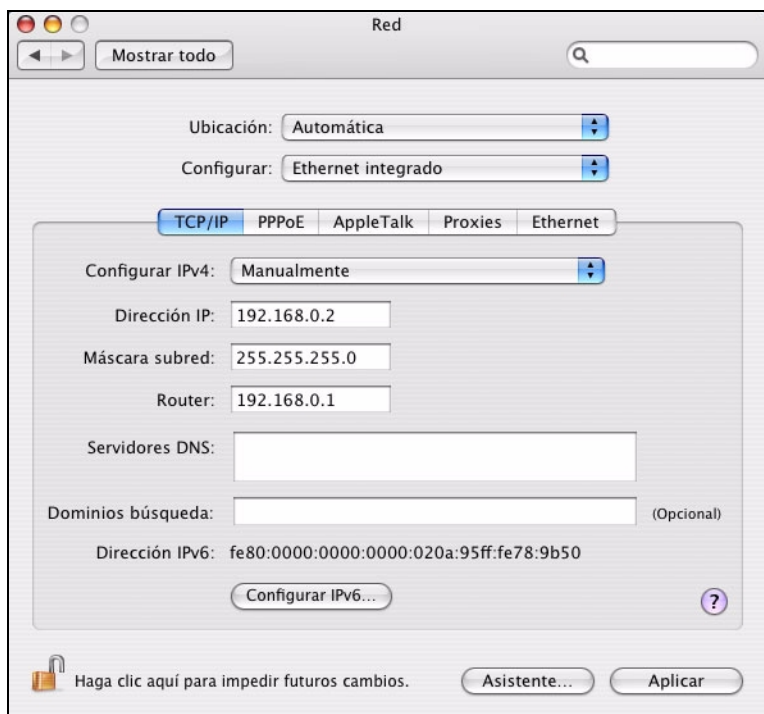 Red
Mostrar todo
Ubicación: Automática
Configurar: Ethernet integrado
TCP/IP PPPoE AppleTalk Proxies Ethernet
Configurar IPv4: Manualmente
Dirección IP: 192.168.0.2
Máscara subred: 255.255.255.0
Router: 192.168.0.1
Servidores DNS:
Dominios búsqueda: (Opcional)
Dirección IPv6: fe80:0000:0000:0000:020a:95ff:fe78:9b50
Configurar IPv6...
?
Haga clic aquí para impedir futuros cambios. Asistente... Aplicar